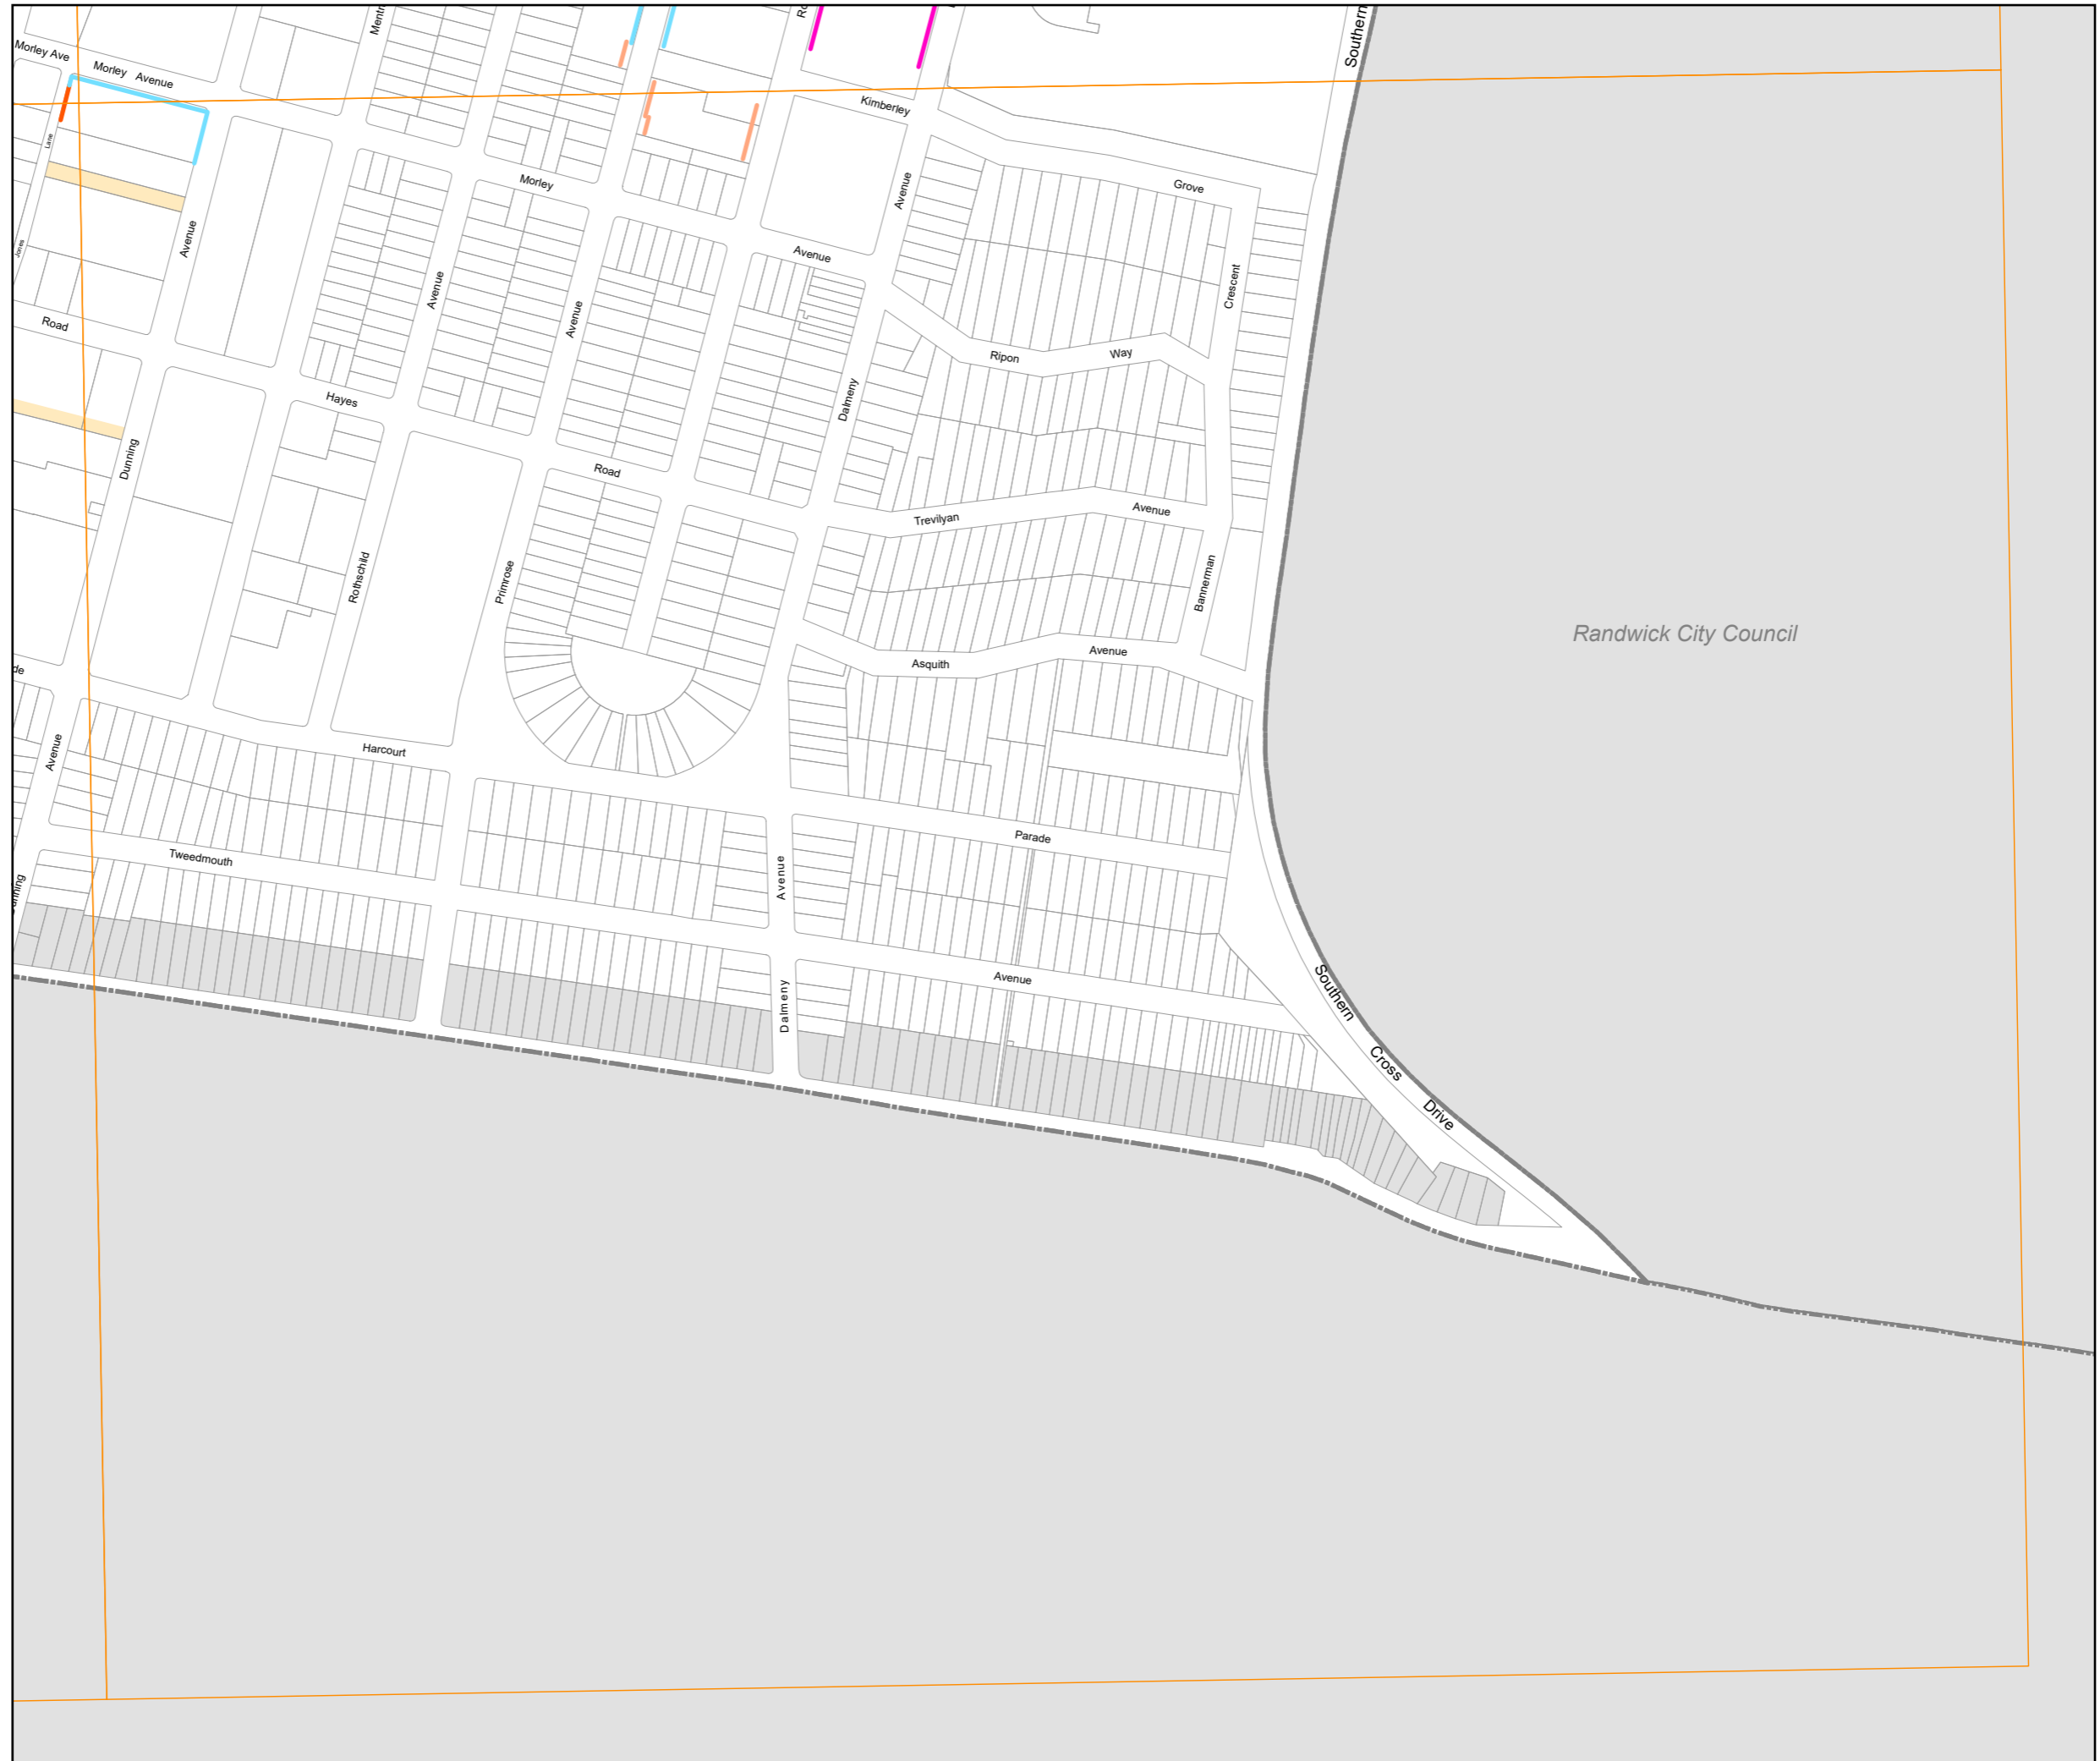 Southern
Morley Ave
Morley Avenue
Kimberley
Lane
Morley
Grove
Avenue
Avenue
Jones
Avenue
Avenue
Avenue
Crescent
Road
Ripon
Way
Hayes
Dalmeny
Dunning
Road
Trevilyan
Avenue
Rothschild
Primrose
Bannerman
Randwick City Council
Asquith
Avenue
Avenue
Harcourt
Parade
Tweedmouth
Avenue
Avenue
Dalmeny
Southern
Cross
Drive